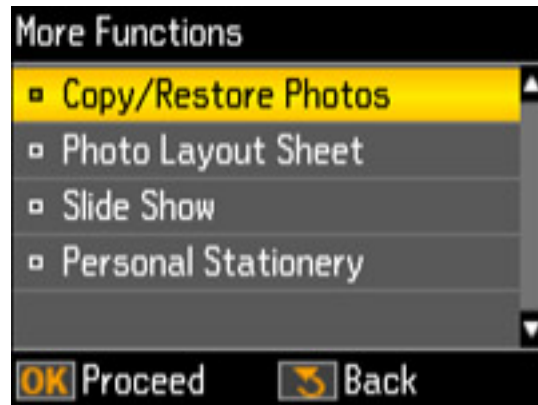 More Functions
Copy/Restore Photos
Photo Layout Sheet
Slide Show
Personal Stationery
OK Proceed Back